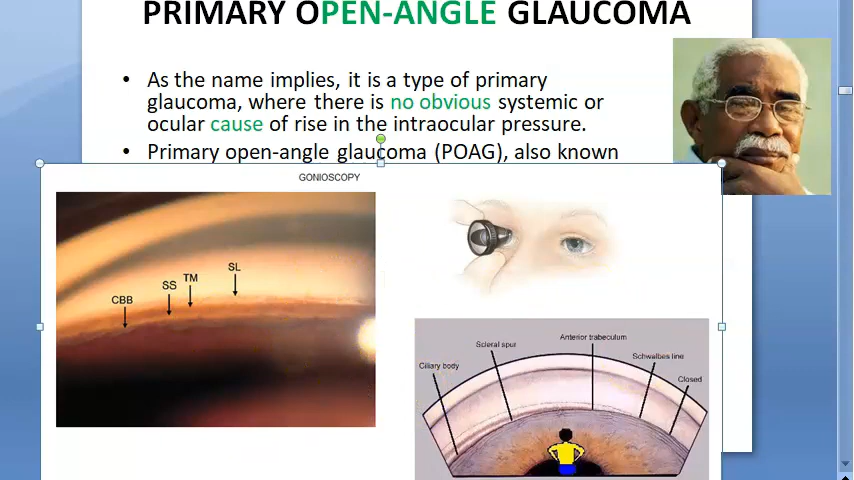 PRIMARY OPEN-ANGLE GLAUCOMA
• As the name implies, it is a type of primary
glaucoma, where there is no obvious systemic or
ocular cause of rise in the intraocular pressure.
• Primary open-angle glaucoma (POAG), also known
GONIOSCOPY
CBB
SS
TM
SL
Ciliary body
Scleral spur
Anterior trabeculum
Schwalbes line
Closed